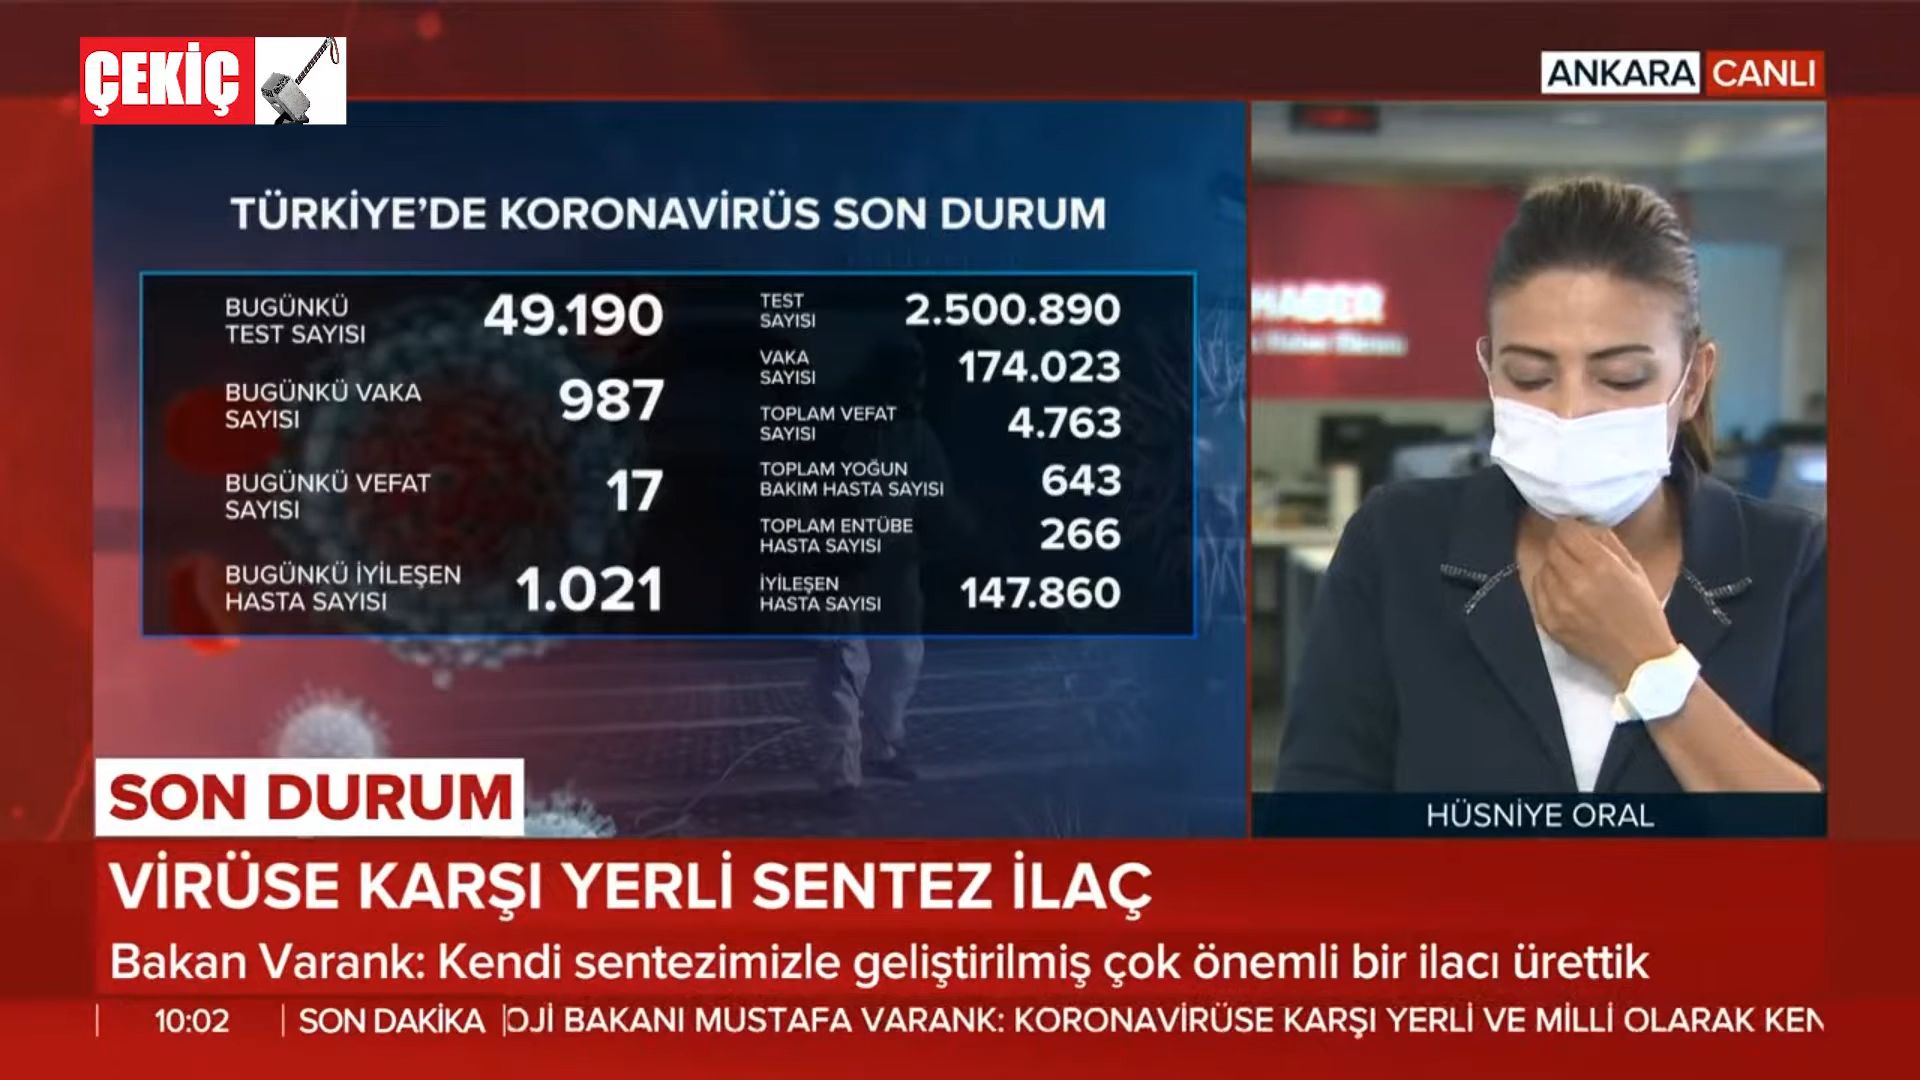 ÇEKİÇ
ANKARA CANLI
TÜRKİYE'DE KORONAVİRÜS SON DURUM
BUGÜNKÜ
TEST SAYISI
49.190
BUGÜNKÜ VAKA
SAYISI
987
BUGÜNKÜ VEFAT
SAYISI
17
BUGÜNKÜ İYİLEŞEN
HASTA SAYISI
1.021
TEST
SAYISI
2.500.890
VAKA
SAYISI
174.023
TOPLAM VEFAT
SAYISI
4.763
TOPLAM YOĞUN
BAKIM HASTA SAYISI
643
TOPLAM ENTÜBE
HASTA SAYISI
266
İYİLEŞEN
HASTA SAYISI
147.860
HABER
HÜSNİYE ORAL
SON DURUM
VİRÜSE KARŞI YERLİ SENTEZ İLAÇ
Bakan Varank: Kendi sentezimizle geliştirilmiş çok önemli bir ilacı ürettik
10:02 SON DAKİKA OJİ BAKANI MUSTAFA VARANK: KORONAVİRÜSE KARŞI YERLİ VE MİLLİ OLARAK KEN